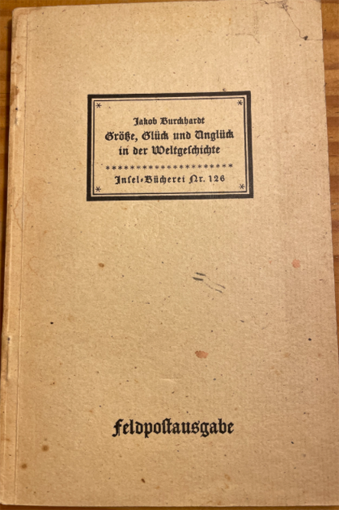 Jakob Burckhardt
Größe, Glück und Unglück
in der Weltgeschichte
Insel-Bücherei Nr. 126
Feldpostausgabe